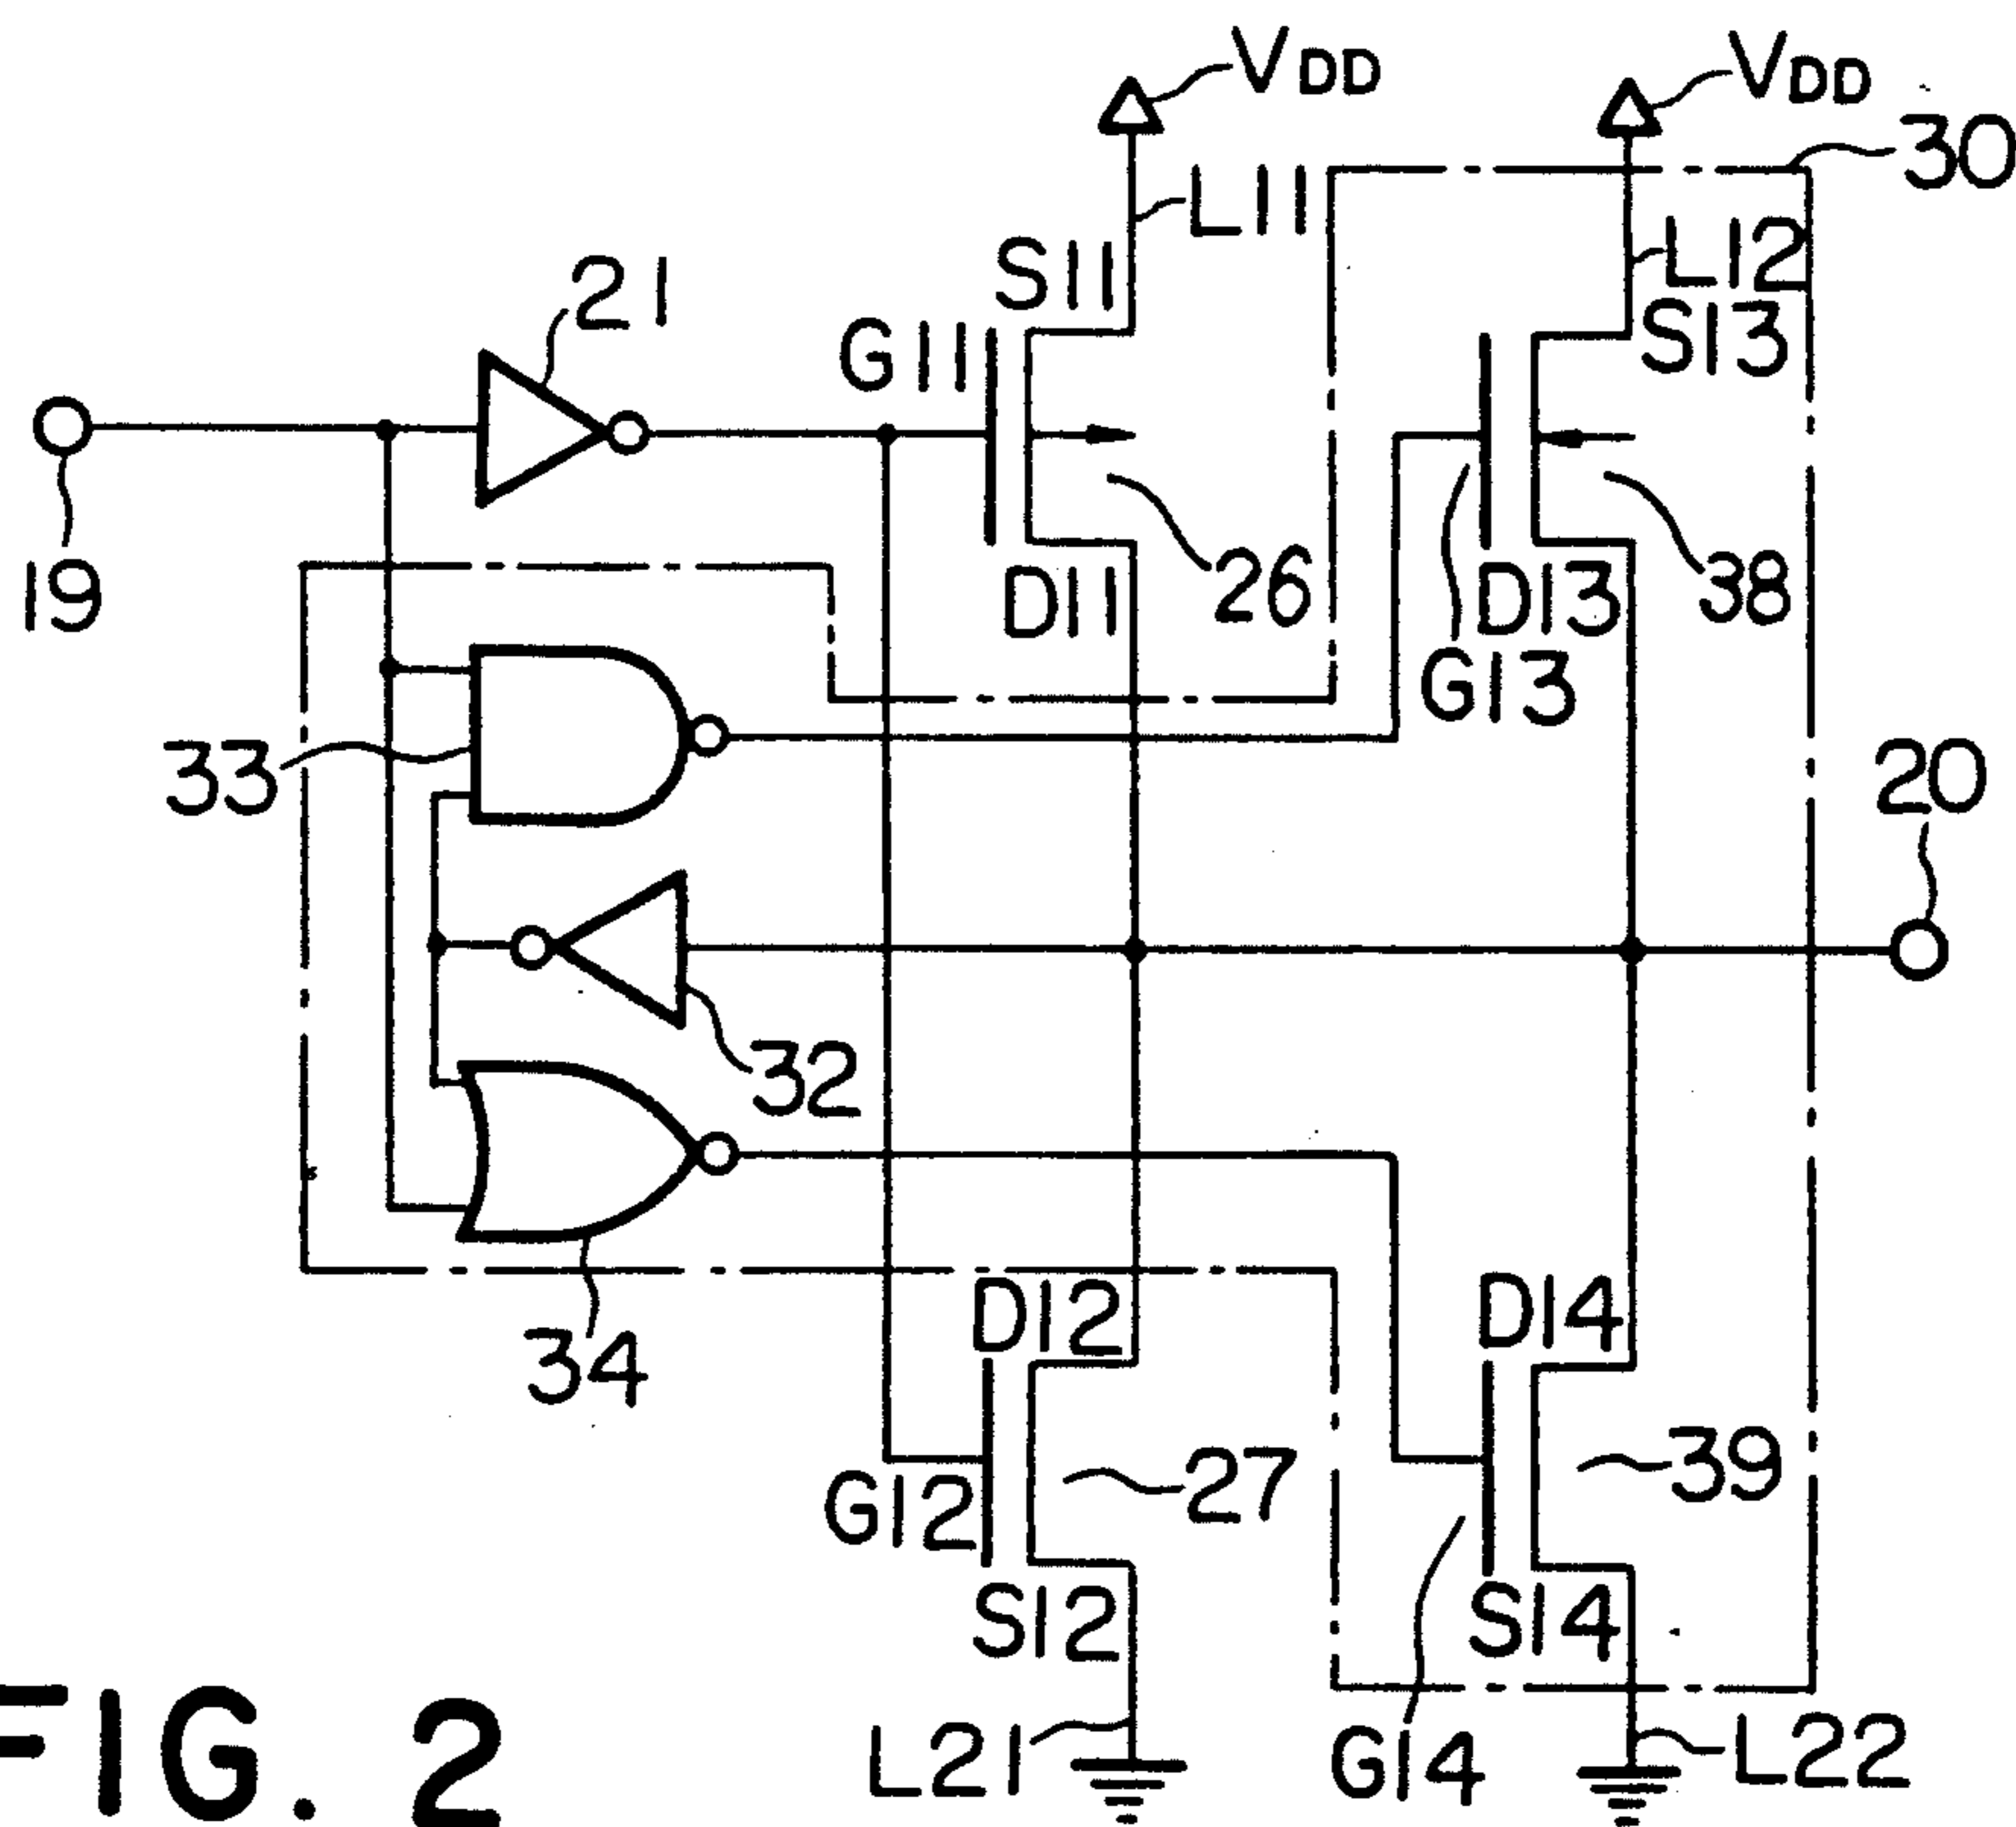 VDD
VDD
30
L11
L12
S11
S13
21
G11
19
26
D11
D13
38
G13
33
20
32
34
D12
D14
27
39
G12
S12
S14
L21
G14
L22
FIG. 2